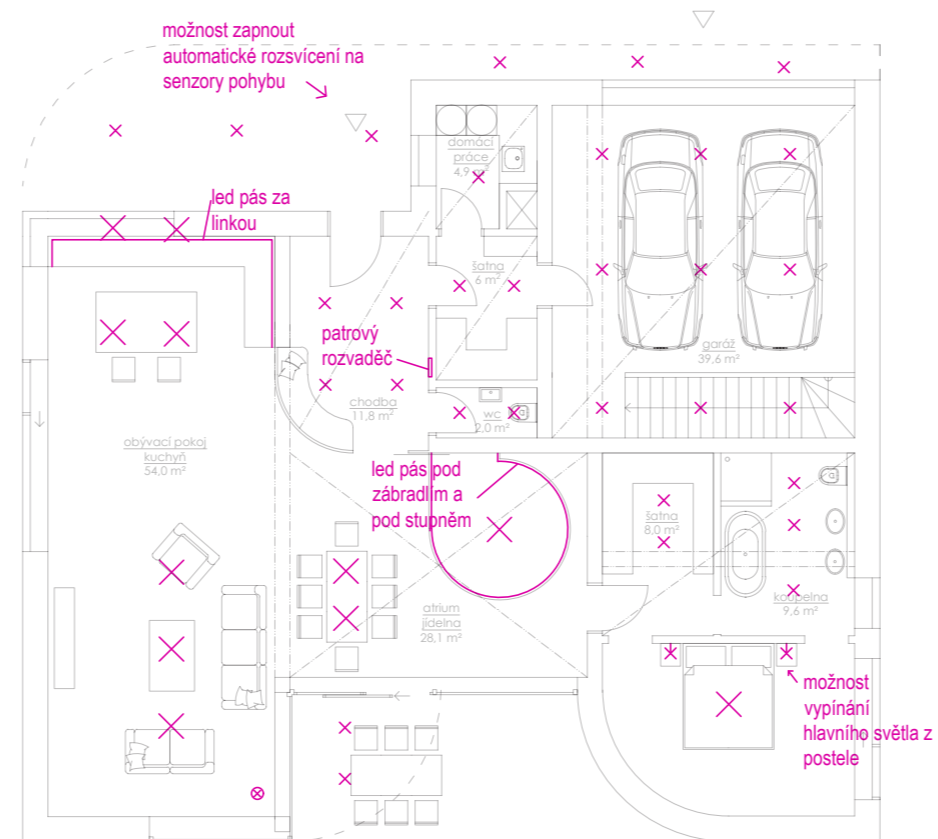 možnost zapnout
automatické rozsvícení na
senzory pohybu
domácí
práce
4,9 m²
led pás za
linkou
šatna
6 m²
patrový
rozvaděč
garáž
39,6 m²
chodba
11,8 m²
wc
2,0 m²
obývací pokoj
kuchyň
54,0 m²
led pás pod
zábradlím a
pod stupněm
šatna
8,0 m²
koupelna
9,6 m²
atrium
jídelna
28,1 m²
možnost
vypínání
hlavního světla z
postele